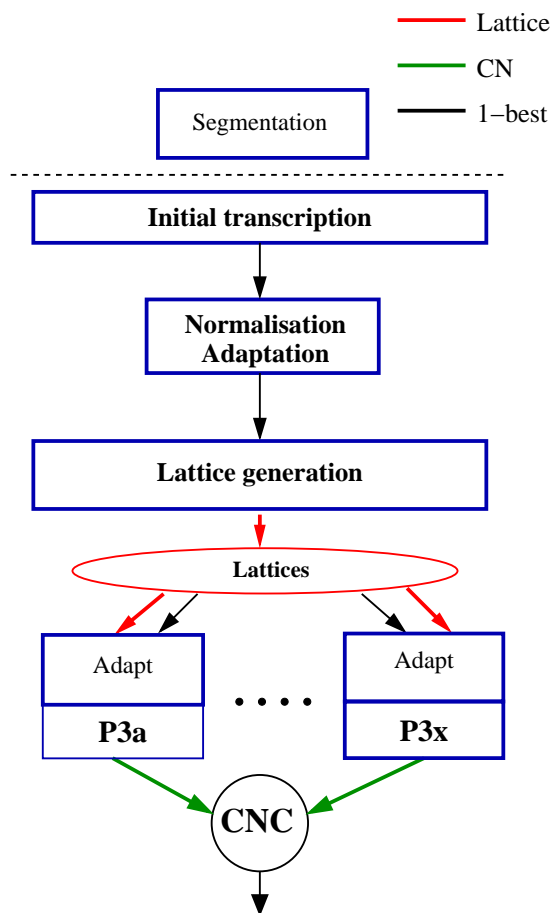 Lattice
CN
1−best
Segmentation
Initial transcription
Normalisation
Adaptation
Lattice generation
Lattices
Adapt
Adapt
P3a
P3x
CNC